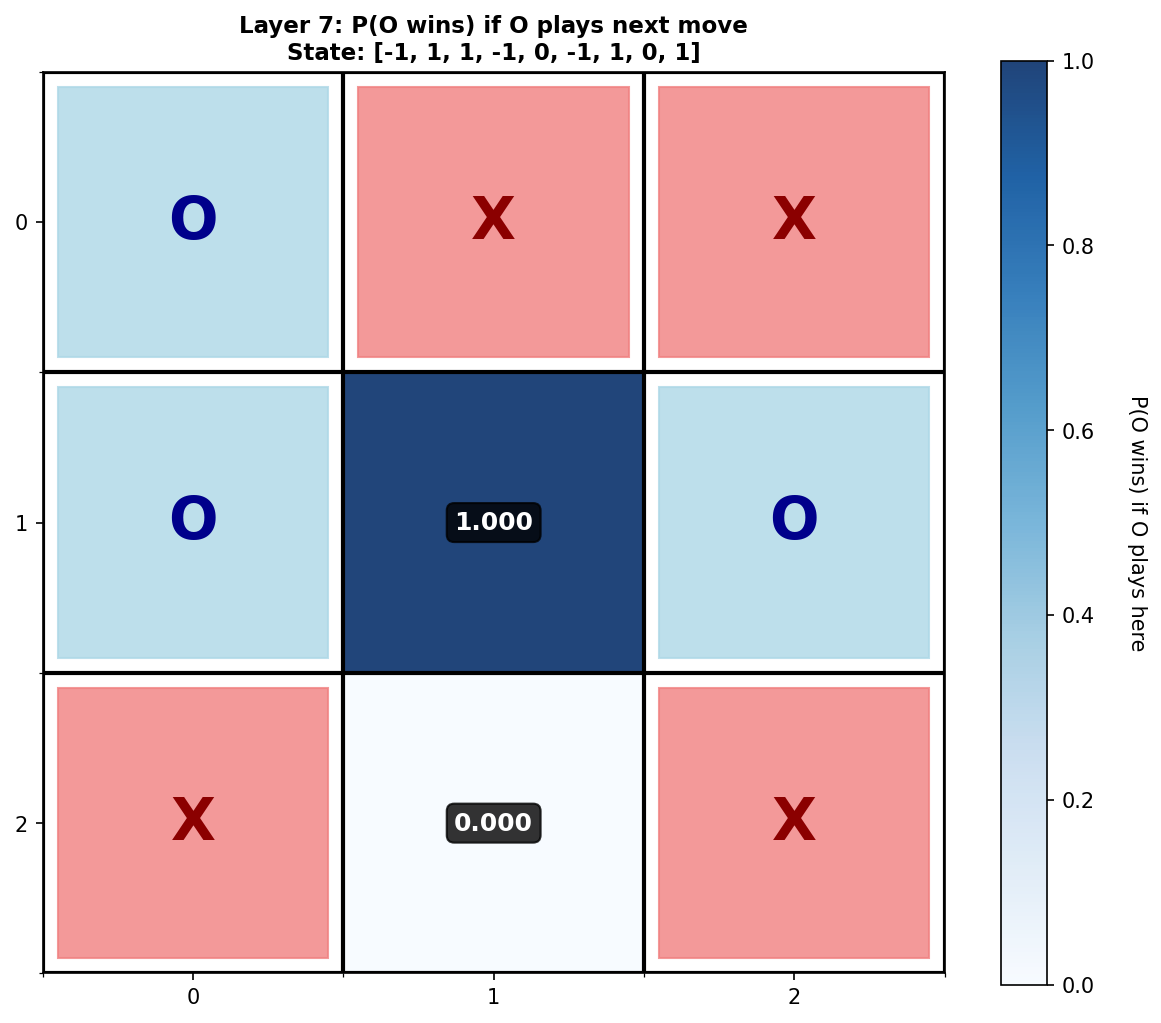 Layer 7: P(O wins) if O plays next move
State: [-1, 1, 1, -1, 0, -1, 1, 0, 1]
0
O
X
X
1
O
1.000
O
2
X
0.000
X
0
1
2
1.0
0.8
0.6
0.4
0.2
0.0
P(O wins) if O plays here